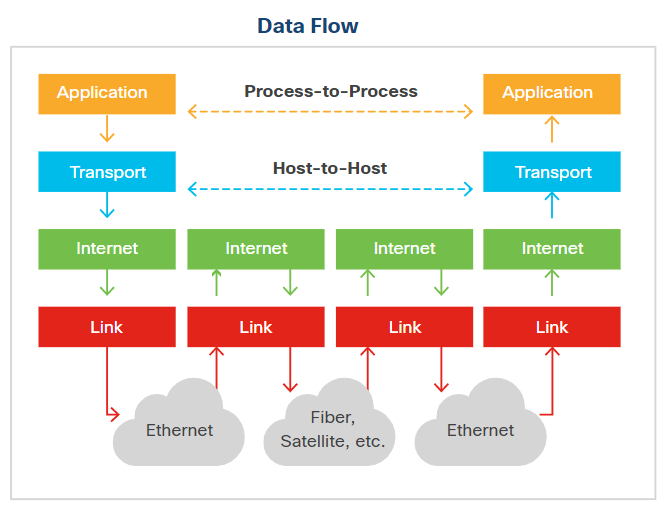 Data Flow
Application
Process-to-Process
Application
Transport
Host-to-Host
Transport
Internet
Internet
Internet
Internet
Link
Link
Link
Link
Ethernet
Fiber,
Satellite, etc.
Ethernet